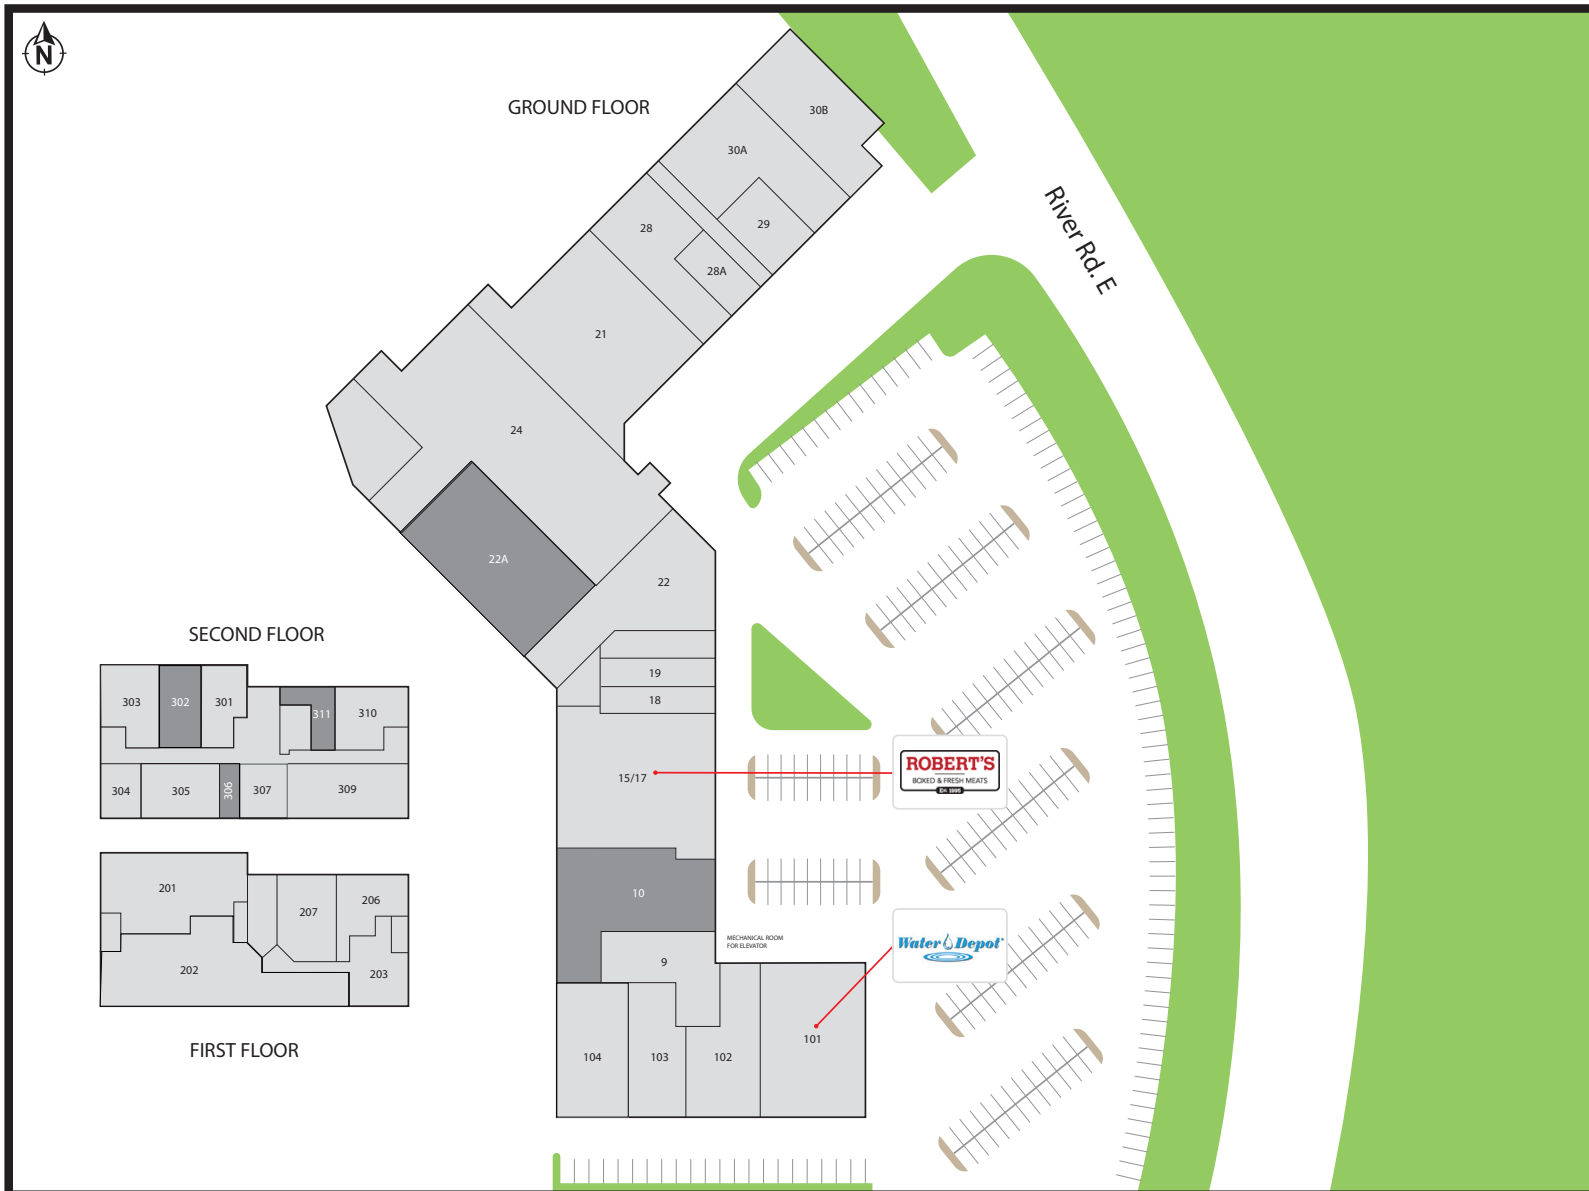 N
GROUND FLOOR
30B
30A
29
28
28A
River Rd. E
21
24
22A
22
19
18
15/17
ROBERT'S
BOXED & FRESH MEATS
Est. 1995
10
MECHANICAL ROOM
FOR ELEVATOR
Water Depot
9
101
102
103
104
SECOND FLOOR
303
302
301
311
310
304
305
306
307
309
201
207
206
202
203
FIRST FLOOR